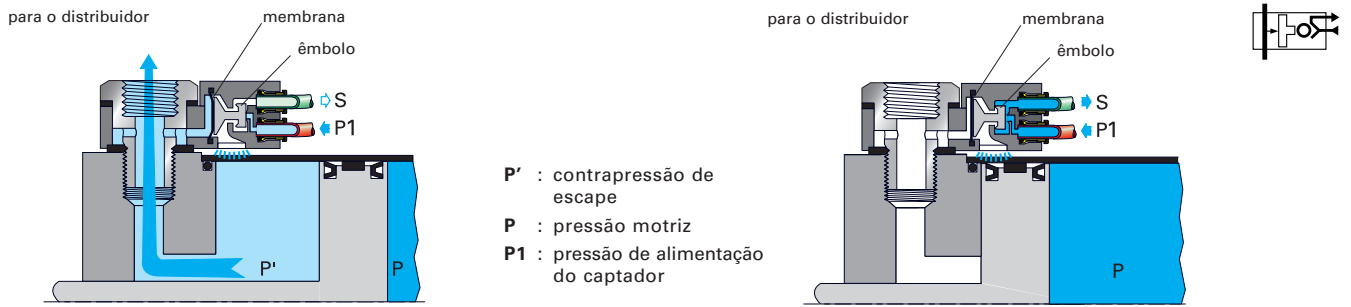 para o distribuidor
membrana
êmbolo
S
P1
P'
P
P' : contrapressão de
escape
P : pressão motriz
P1 : pressão de alimentação
do captador
para o distribuidor
membrana
êmbolo
S
P1
P